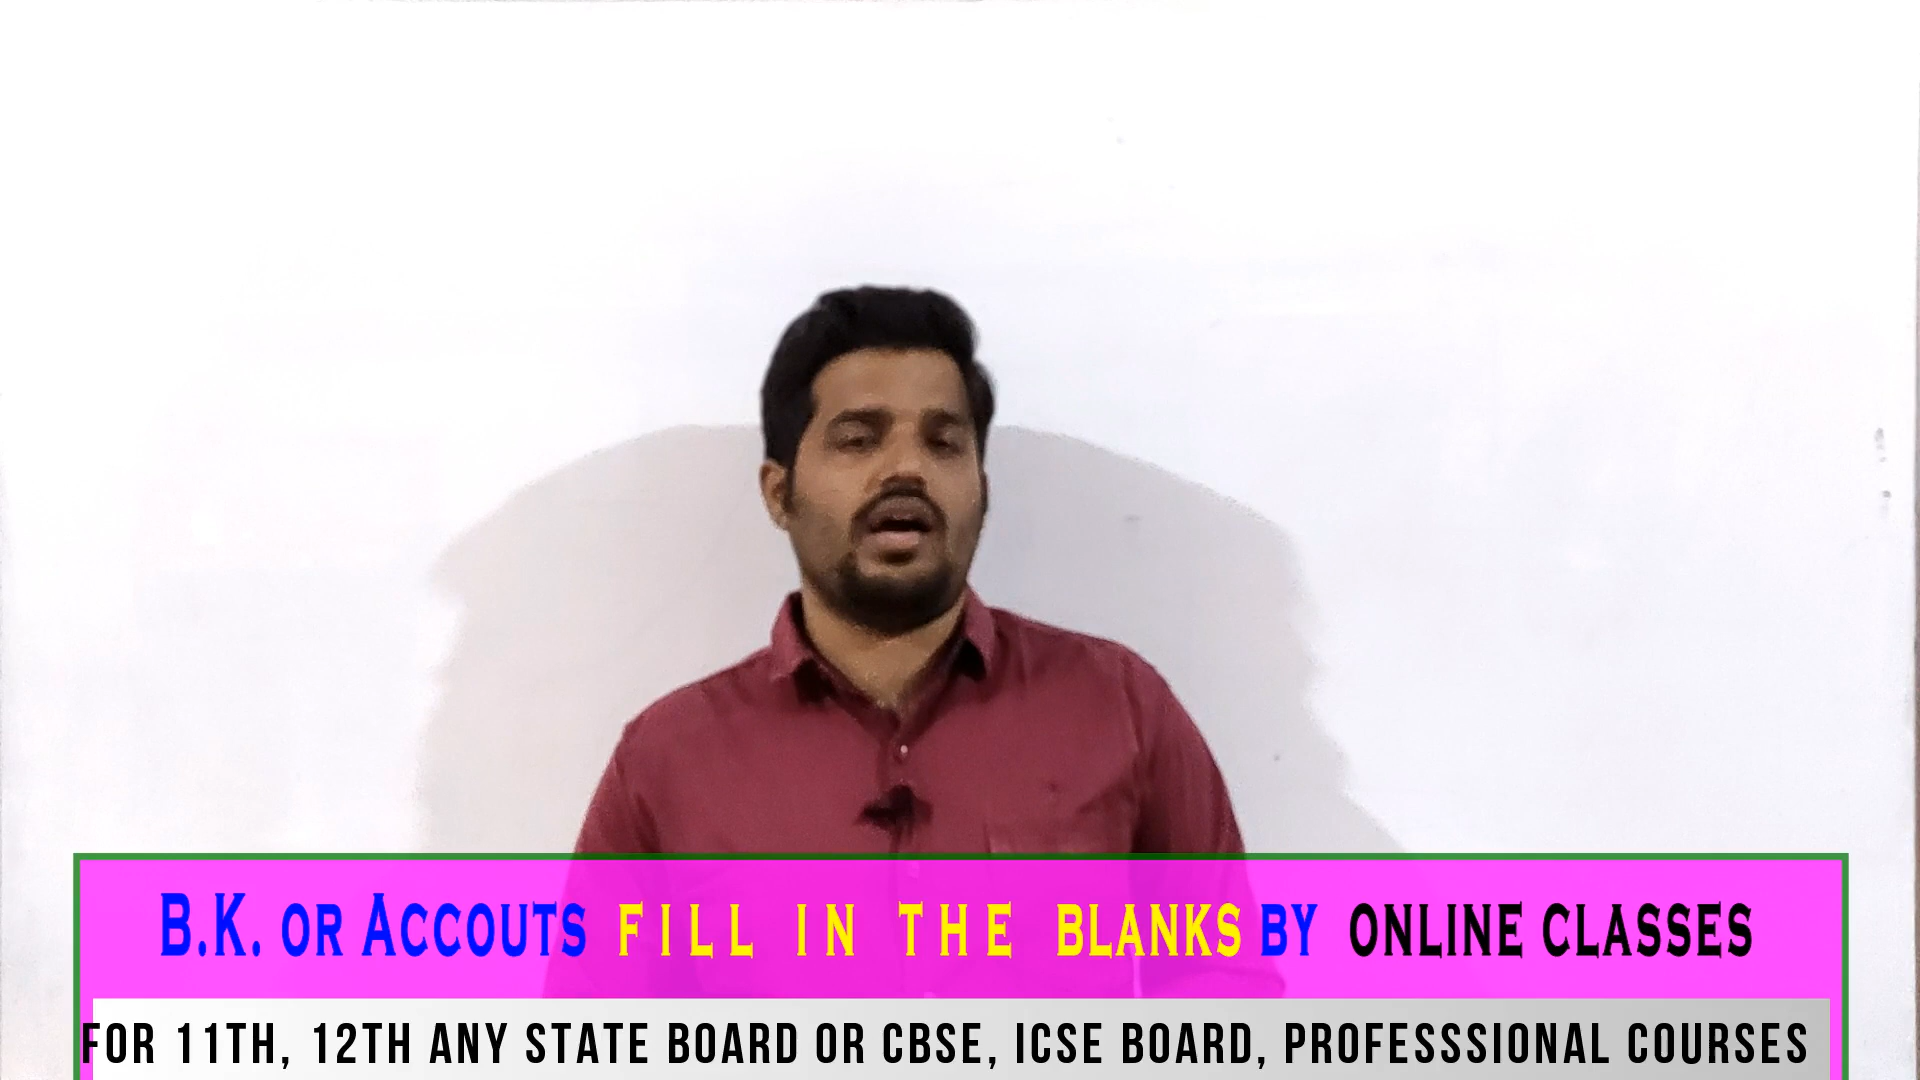 B.K. or Accouts FILL IN THE BLANKS BY ONLINE CLASSES
FOR 11TH, 12TH ANY STATE BOARD OR CBSE, ICSE BOARD, PROFESSSIONAL COURSES